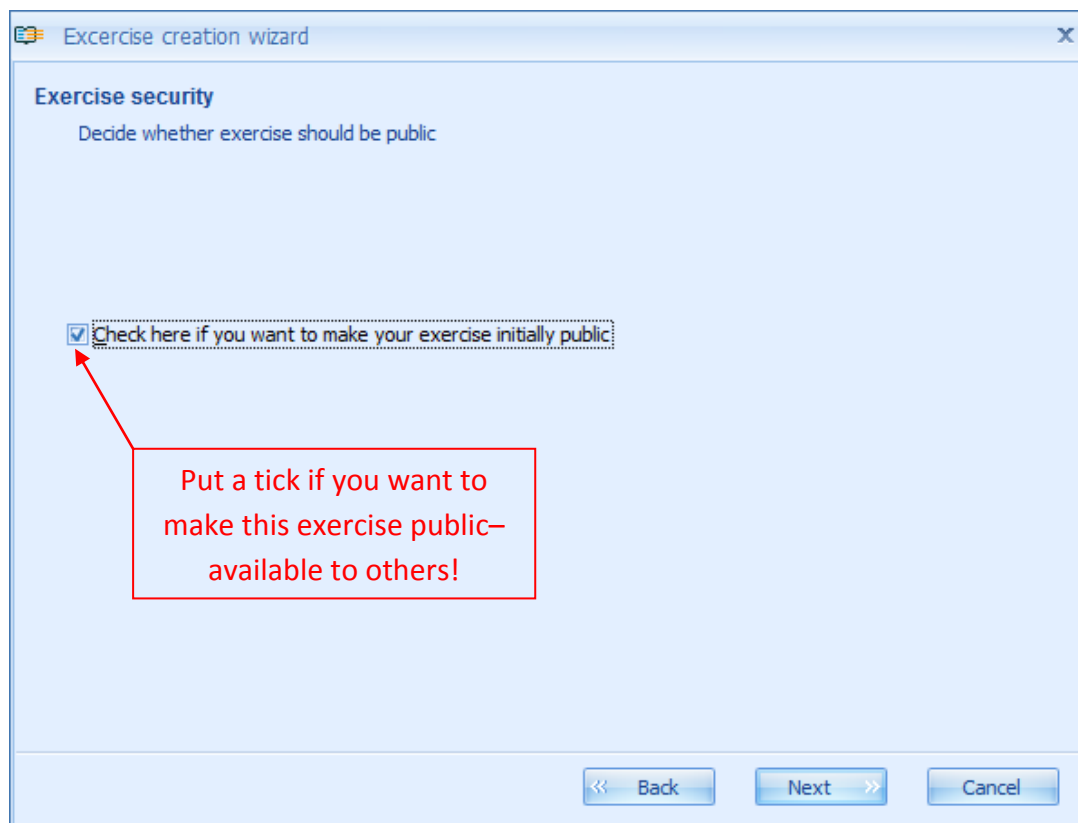 Excercise creation wizard
Exercise security
Decide whether exercise should be public
Check here if you want to make your exercise initially public
Put a tick if you want to
make this exercise public–
available to others!
Back Next Cancel